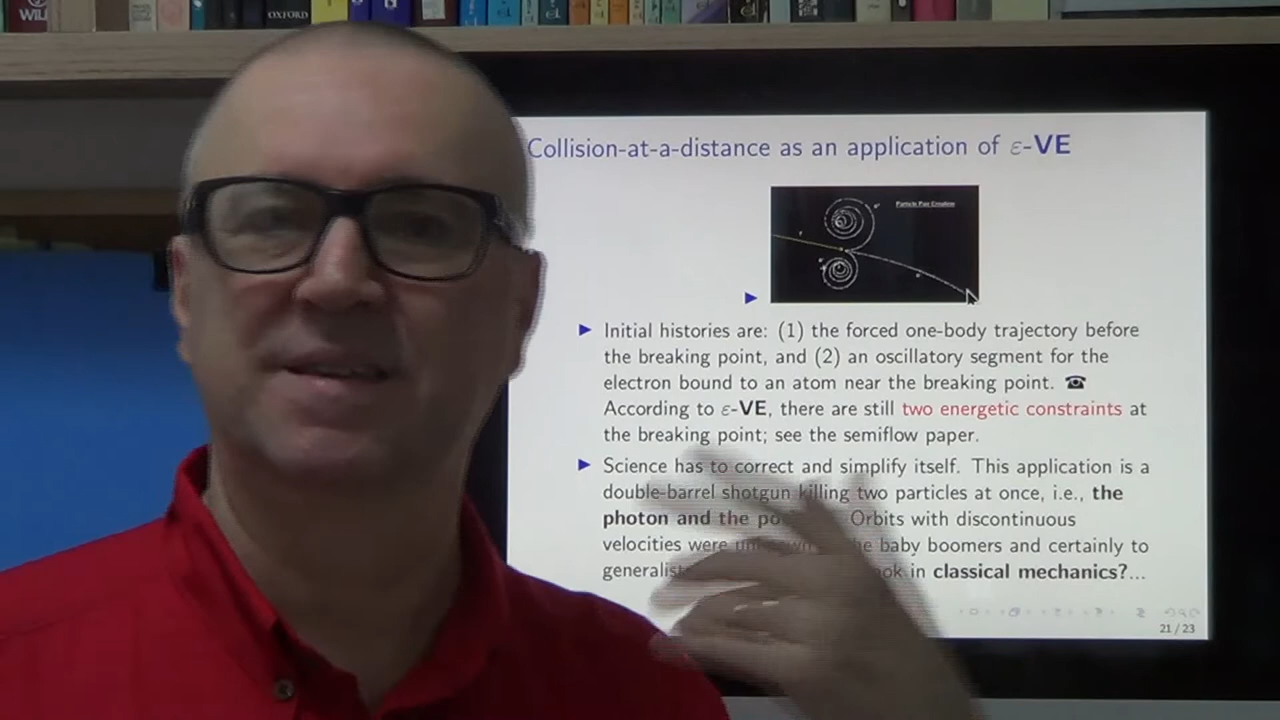 OXFORD
Collision-at-a-distance as an application of ε-VE
Particle Pair Creation
▶
▶ Initial histories are: (1) the forced one-body trajectory before
the breaking point, and (2) an oscillatory segment for the
electron bound to an atom near the breaking point. ☎
According to ε-VE, there are still two energetic constraints at
the breaking point; see the semiflow paper.
▶ Science has to correct and simplify itself. This application is a
double-barrel shotgun killing two particles at once, i.e., the
photon and the Orbits with discontinuous
velocities were baby boomers and certainly to
in classical mechanics?...
21 / 23